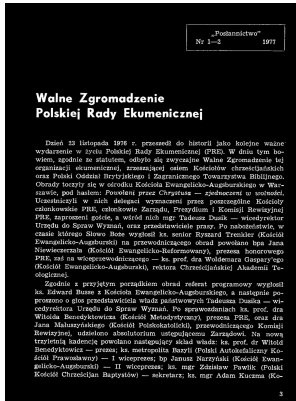 „Posłannictwo"
Nr 1—2 1977
Walne Zgromadzenie
Polskiej Rady Ekumenicznej
Dzień 23 listopada 1976 r. przeszedł do historii jako kolejne ważne
wydarzenie w życiu Polskiej Rady Ekumenicznej (PRE). W dniu tym bo-
wiem, zgodnie ze statutem, odbyło się zwyczajne Walne Zgromadzenie tej
organizacji ekumenicznej, zrzeszającej osiem Kościołów chrześcijańskich
oraz Polski Oddział Brytyjskiego i Zagranicznego Towarzystwa Biblijnego.
Obrady toczyły się w ośrodku Kościoła Ewangelicko-Augsburskiego w War-
szawie, pod hasłem: Powołani przez Chrystusa — zjednoczeni w wolności.
Uczestniczyli w nich delegaci wyznaczeni przez poszczególne Kościoły
członkowskie PRE, członkowie Zarządu, Prezydium i Komisji Rewizyjnej
PRE, zaproszeni goście, a wśród nich mgr Tadeusz Dusik — wicedyrektor
Urzędu do Spraw Wyznań, oraz przedstawiciele prasy. Po nabożeństwie, w
czasie którego Słowo Boże wygłosił ks. senior Ryszard Trenkler (Kościół
Ewangelicko-Augsburski) na przewodniczącego obrad powołano bpa Jana
Niewieczerzała (Kościół Ewangelicko-Reformowany), prezesa honorowego
PRE, zaś na wiceprzewodniczącego — ks. prof. dra Woldemara Gastpary'ego
(Kościół Ewangelicko-Augsburski), rektora Chrześcijańskiej Akademii Te-
ologicznej.
Zgodnie z przyjętym porządkiem obrad referat programowy wygłosił
ks. Edward Busse z Kościoła Ewangelicko-Augsburskiego, a następnie po-
proszono o głos przedstawiciela władz państwowych Tadeusza Dusika — wi-
cedyrektora Urzędu do Spraw Wyznań. Po sprawozdaniach ks. prof. dra
Witolda Benedyktowicza (Kościół Metodystyczny), prezesa PRE, oraz dra
Jana Małuszyńskiego (Kościół Polskokatolicki), przewodniczącego Komisji
Rewizyjnej, udzielono absolutorium ustępującemu Zarządowi. Na nową
trzyletnią kadencję powołano następujący skład władz: ks. prof. dr Witold
Benedyktowicz — prezes; ks. metropolita Bazyli (Polski Autokefaliczny Ko-
ściół Prawosławny) — I wiceprezes; bp Janusz Narzyński (Kościół Ewan-
gelicko-Augsburski) — II wiceprezes; ks. mgr Zdzisław Pawlik (Polski
Kościół Chrześcijan Baptystów) — sekretarz; ks. mgr Adam Kuczma (Ko-
3